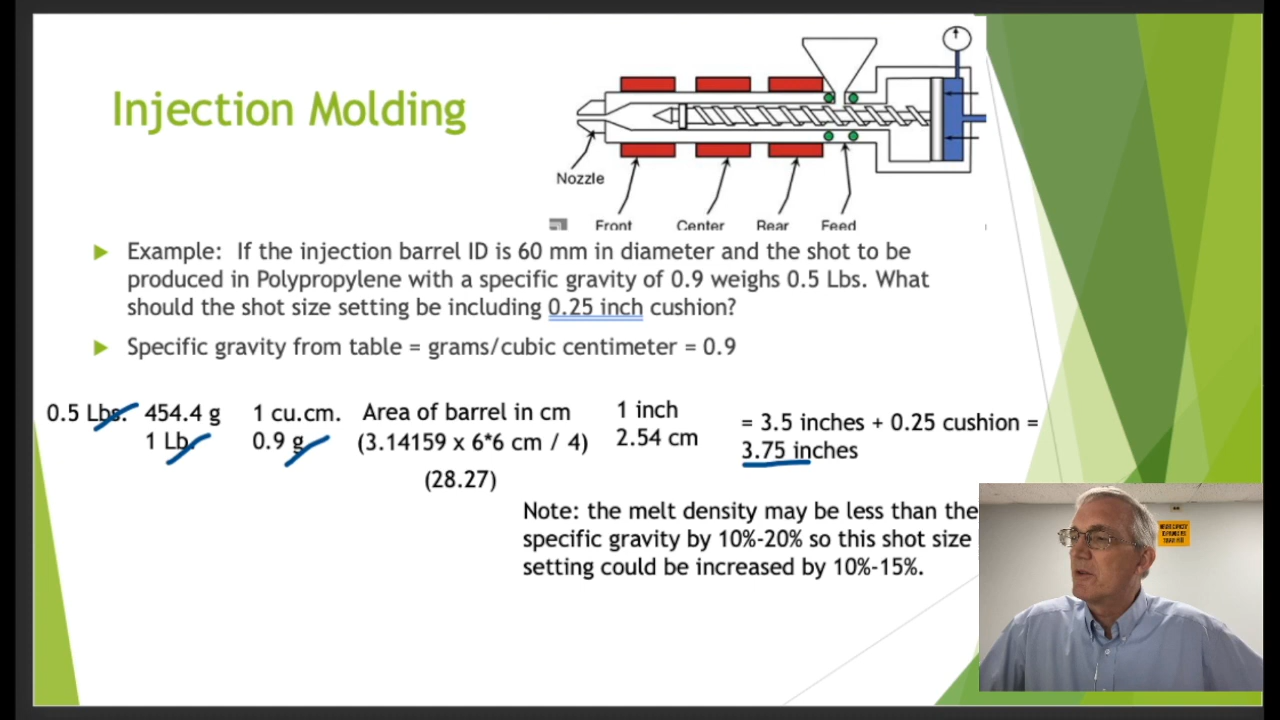 Injection Molding
Nozzle
Front Center Rear Feed
Example: If the injection barrel ID is 60 mm in diameter and the shot to be
produced in Polypropylene with a specific gravity of 0.9 weighs 0.5 Lbs. What
should the shot size setting be including 0.25 inch cushion?
Specific gravity from table = grams/cubic centimeter = 0.9
0.5 Lbs. 454.4 g 1 cu.cm. Area of barrel in cm 1 inch
1 Lb. 0.9 g (3.14159 x 6*6 cm / 4) 2.54 cm
(28.27)
= 3.5 inches + 0.25 cushion =
3.75 inches
Note: the melt density may be less than the
specific gravity by 10%-20% so this shot size
setting could be increased by 10%-15%.